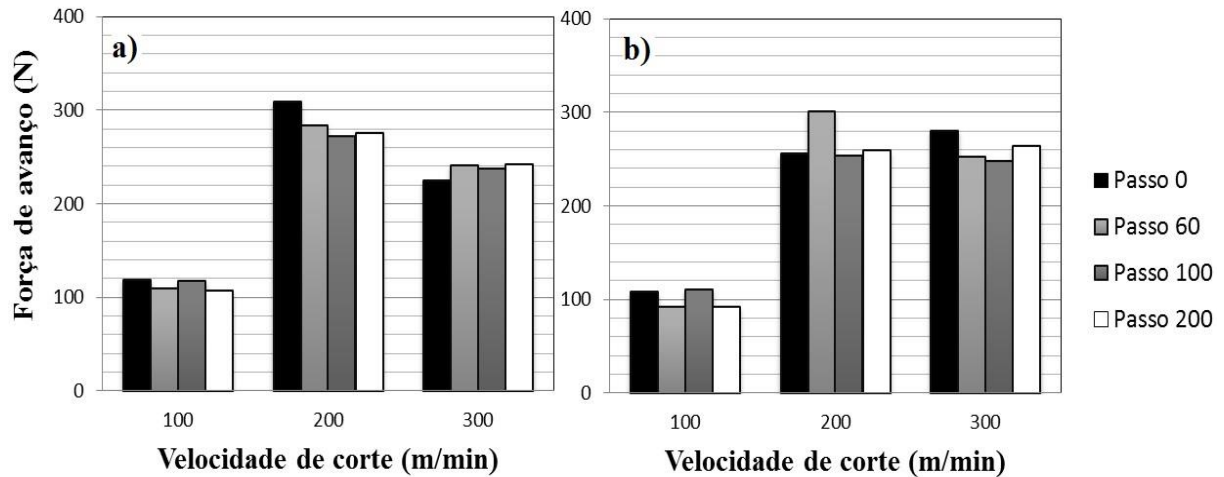 a)
Força de avanço (N)
400
300
200
100
0
100 200 300
Velocidade de corte (m/min)
b)
400
300
200
100
0
100 200 300
Velocidade de corte (m/min)
Passo 0
Passo 60
Passo 100
Passo 200